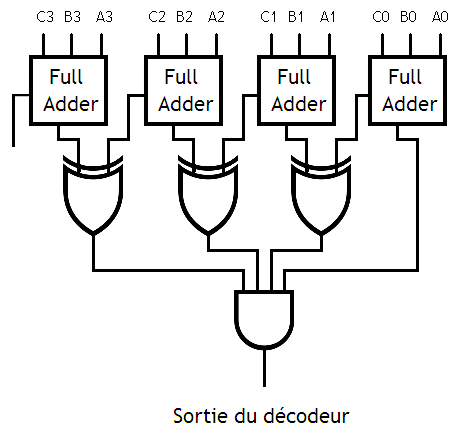 C3 B3 A3 C2 B2 A2 C1 B1 A1 C0 B0 A0
Full Adder
Full Adder
Full Adder
Full Adder
Sortie du décodeur